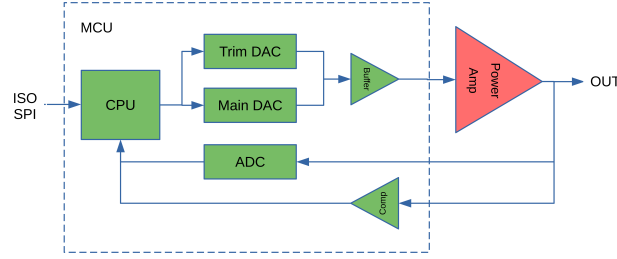 MCU
Trim DAC
Buffer
Power
Amp
OUT
ISO
SPI
CPU
Main DAC
ADC
Comp